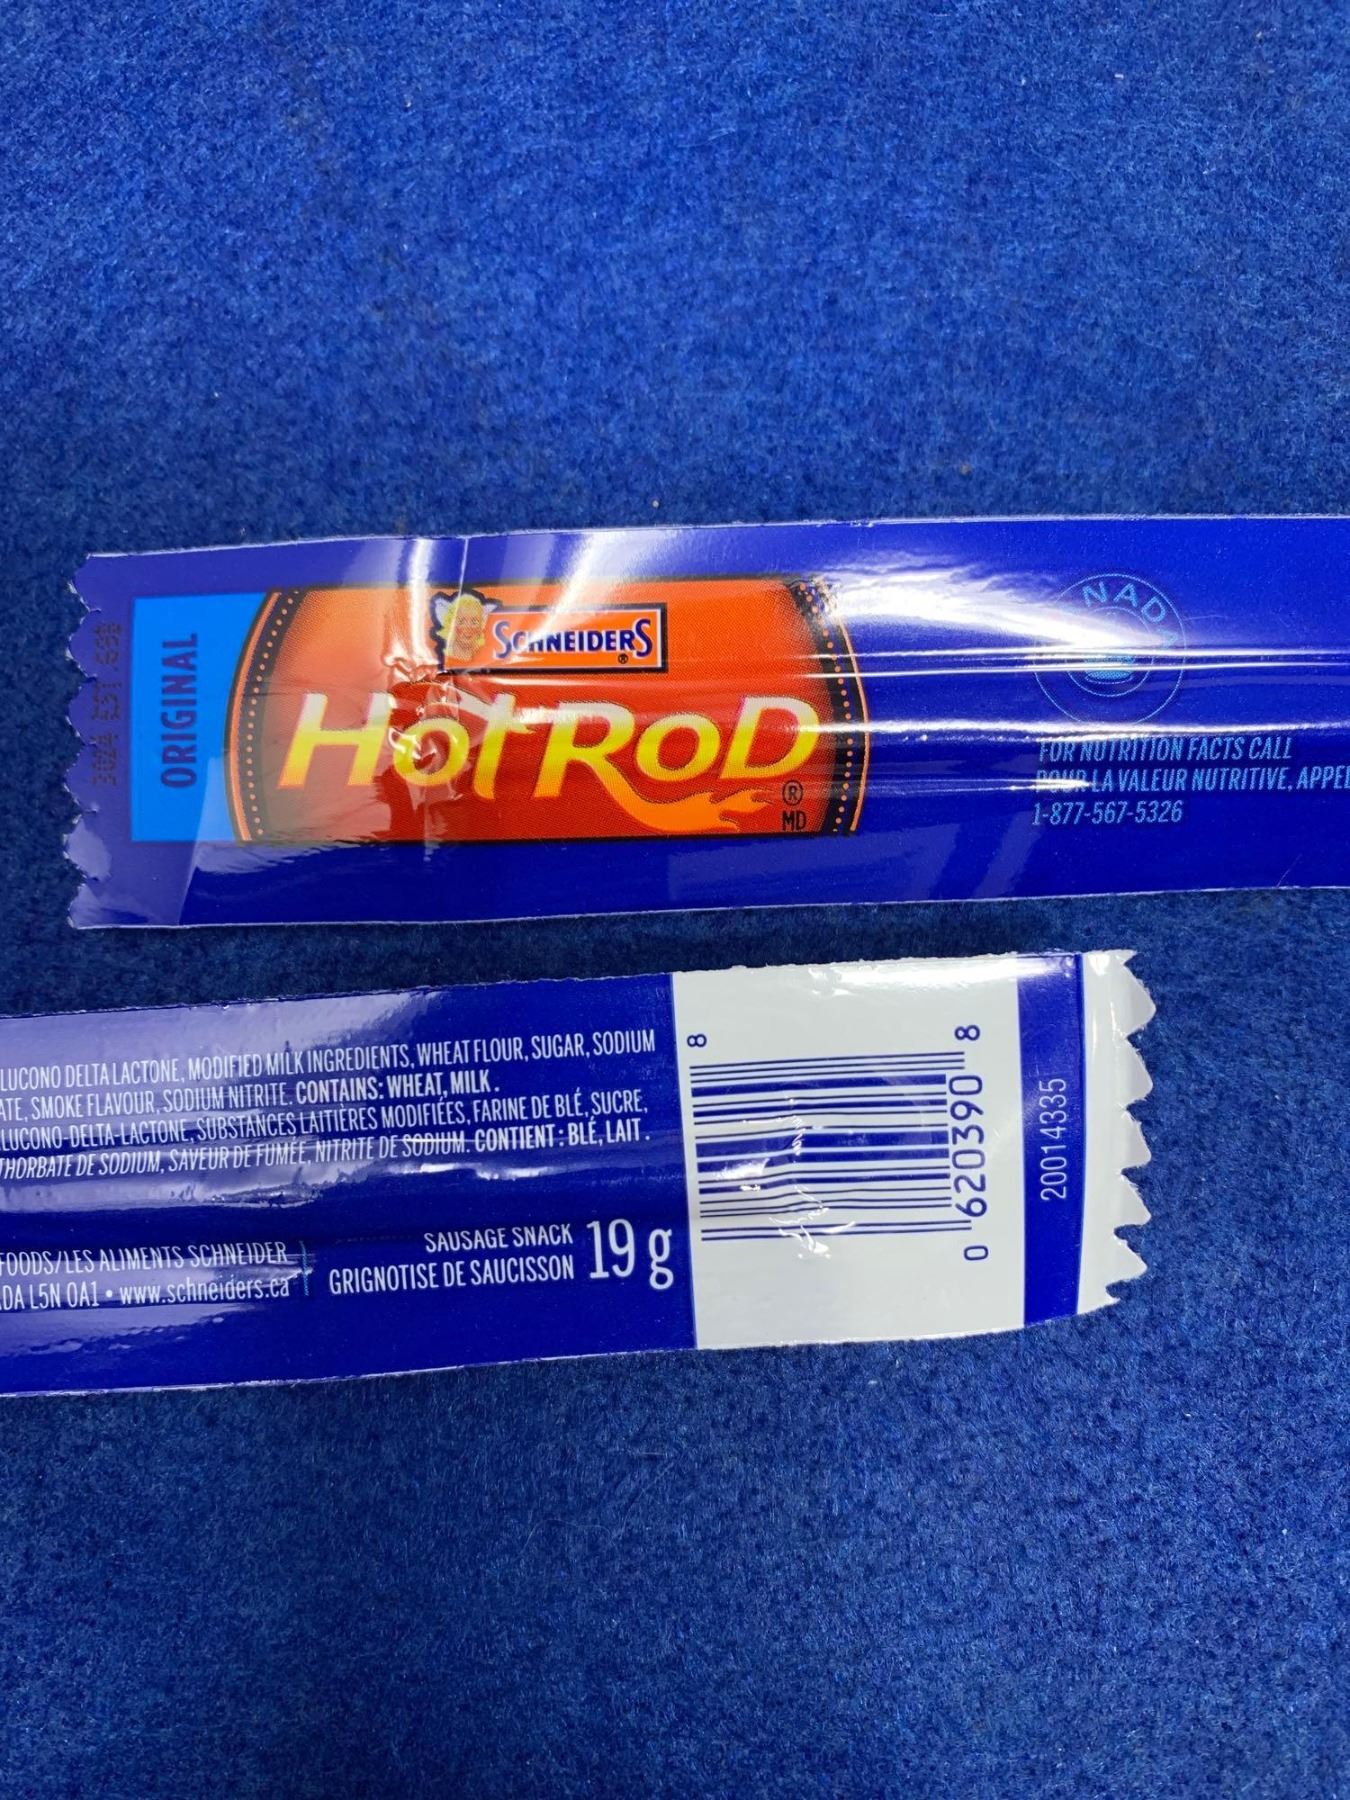 ORIGINAL
SCHNEIDERS
®
HOT ROD
®
MD
NADA
FOR NUTRITION FACTS CALL
POUR LA VALEUR NUTRITIVE, APPEL
1-877-567-5326
LUCONO DELTA LACTONE, MODIFIED MILK INGREDIENTS, WHEAT FLOUR, SUGAR, SODIUM
ATE, SMOKE FLAVOUR, SODIUM NITRITE. CONTAINS: WHEAT, MILK.
LUCONO-DELTA-LACTONE, SUBSTANCES LAITIÈRES MODIFIÉES, FARINE DE BLÉ, SUCRE,
THORBATE DE SODIUM, SAVEUR DE FUMÉE, NITRITE DE SODIUM. CONTIENT : BLÉ, LAIT.
FOODS/LES ALIMENTS SCHNEIDER
DA L5N 0A1 • www.schneiders.ca
SAUSAGE SNACK
GRIGNOTISE DE SAUCISSON
19 g
8
0 6203908 8
20014335